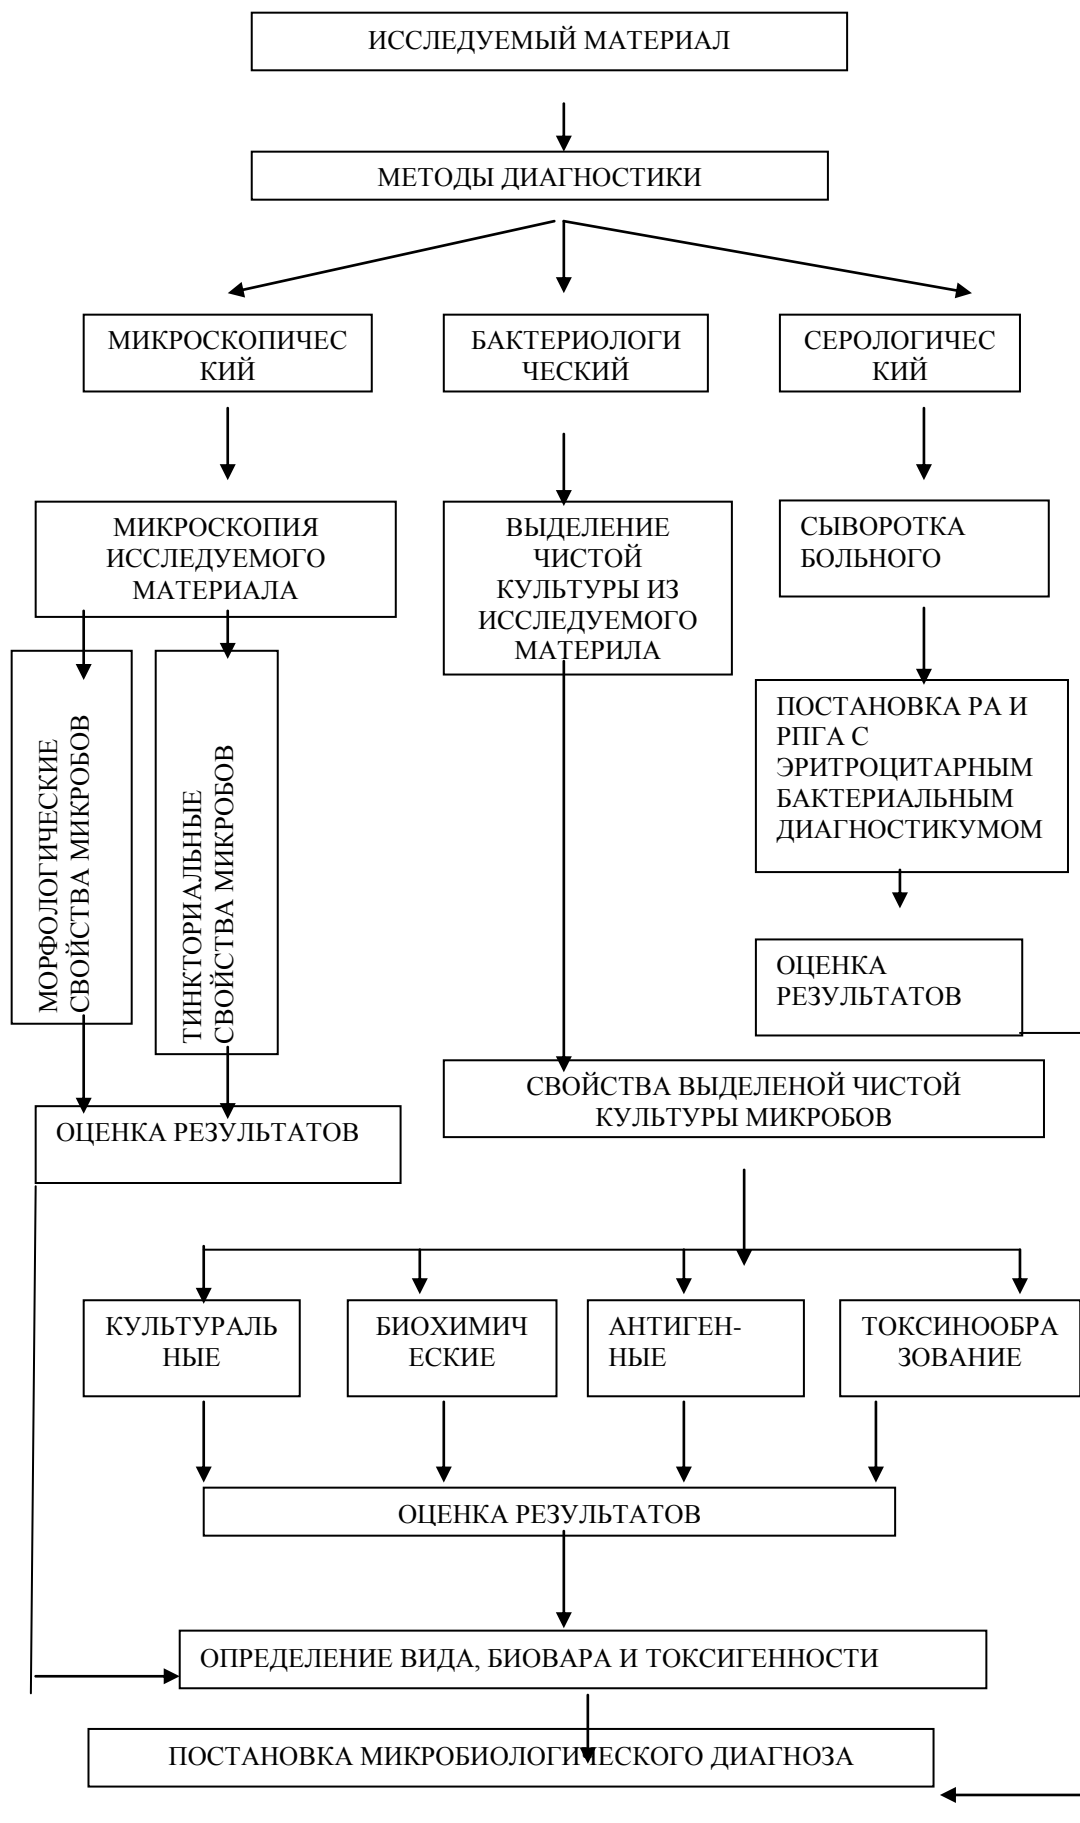 ИССЛЕДУЕМЫЙ МАТЕРИАЛ
МЕТОДЫ ДИАГНОСТИКИ
МИКРОСКОПИЧЕС
КИЙ
БАКТЕРИОЛОГИ
ЧЕСКИЙ
СЕРОЛОГИЧЕС
КИЙ
МИКРОСКОПИЯ
ИССЛЕДУЕМОГО
МАТЕРИАЛА
ВЫДЕЛЕНИЕ
ЧИСТОЙ
КУЛЬТУРЫ ИЗ
ИССЛЕДУЕМОГО
МАТЕРИЛА
СЫВОРОТКА
БОЛЬНОГО
МОРФОЛОГИЧЕСКИЕ
СВОЙСТВА МИКРОБОВ
ТИНКТОРИАЛЬНЫЕ
СВОЙСТВА МИКРОБОВ
ПОСТАНОВКА РА И
РПГА С
ЭРИТРОЦИТАРНЫМ
БАКТЕРИАЛЬНЫМ
ДИАГНОСТИКУМОМ
ОЦЕНКА
РЕЗУЛЬТАТОВ
СВОЙСТВА ВЫДЕЛЕНОЙ ЧИСТОЙ
КУЛЬТУРЫ МИКРОБОВ
ОЦЕНКА РЕЗУЛЬТАТОВ
КУЛЬТУРАЛЬ
НЫЕ
БИОХИМИЧ
ЕСКИЕ
АНТИГЕН-
НЫЕ
ТОКСИНООБРА
ЗОВАНИЕ
ОЦЕНКА РЕЗУЛЬТАТОВ
ОПРЕДЕЛЕНИЕ ВИДА, БИОВАРА И ТОКСИГЕННОСТИ
ПОСТАНОВКА МИКРОБИОЛОГИЧЕСКОГО ДИАГНОЗА